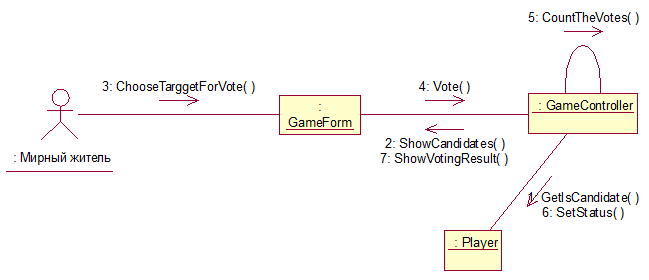 5: CountTheVotes( )
3: ChooseTarggetForVote( )
4: Vote( )
: GameController
:
GameForm
2: ShowCandidates( )
7: ShowVotingResult( )
: Мирный житель
1: GetIsCandidate( )
6: SetStatus( )
: Player